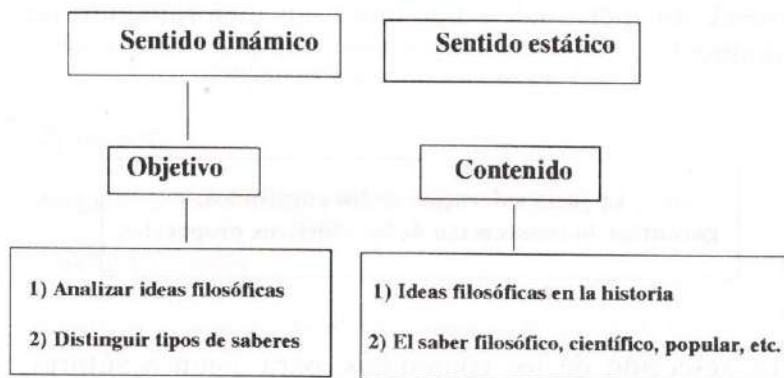 Sentido dinámico
Sentido estático
Objetivo
Contenido
1) Analizar ideas filosóficas
2) Distinguir tipos de saberes
1) Ideas filosóficas en la historia
2) El saber filosófico, científico, popular, etc.